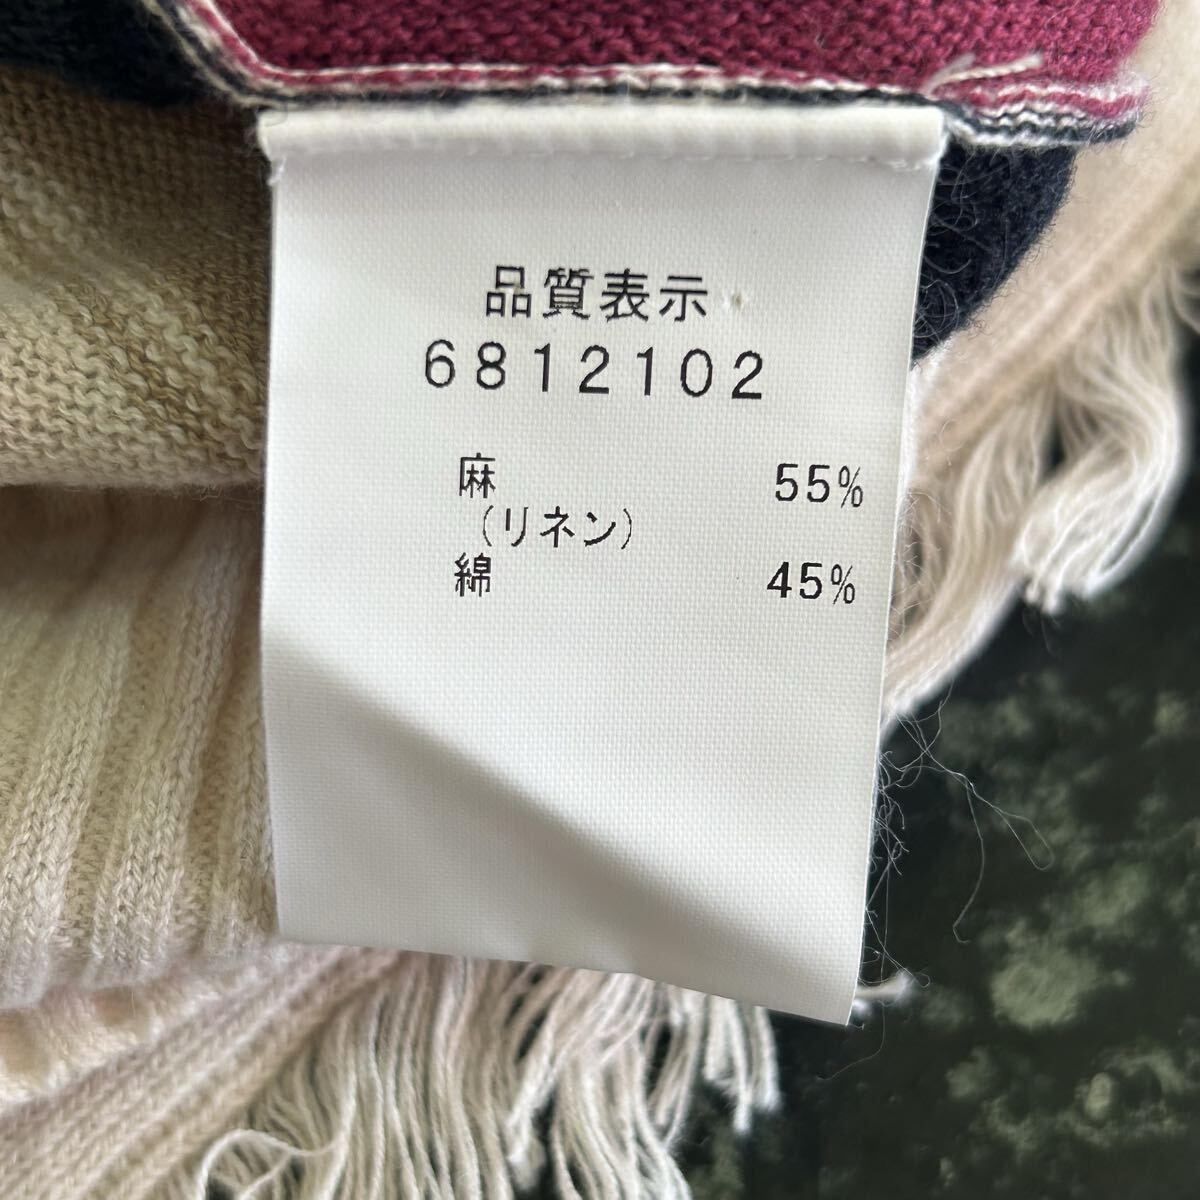 品質表示
6812102
麻 55%
(リネン)
綿 45%